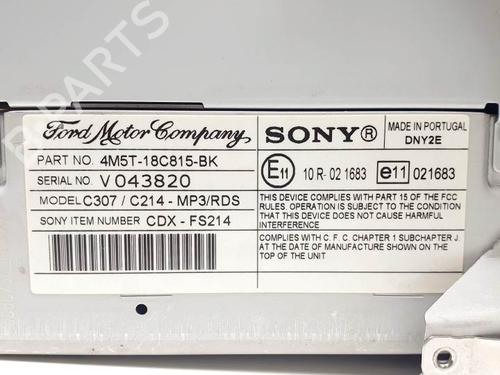 B PARTS
Ford Motor Company
PART NO. 4M5T-18C815-BK
SERIAL NO. V043820
MODEL C307 / C214 - MP3/RDS
SONY ITEM NUMBER CDX - FS214
SONY®
MADE IN PORTUGAL
DNY2E
E11 10 R- 02 1683 e11 021683
THIS DEVICE COMPLIES WITH PART 15 OF THE FCC
RULES. OPERATION IS SUBJECT TO THE CONDITION
THAT THIS DEVICE DOES NOT CAUSE HARMFUL
INTERFERENCE
COMPLIES WITH C. F. C. CHAPTER 1 SUBCHAPTER J.
AT THE DATE OF MANUFACTURE SHOWN ON THE
TOP OF THE UNIT